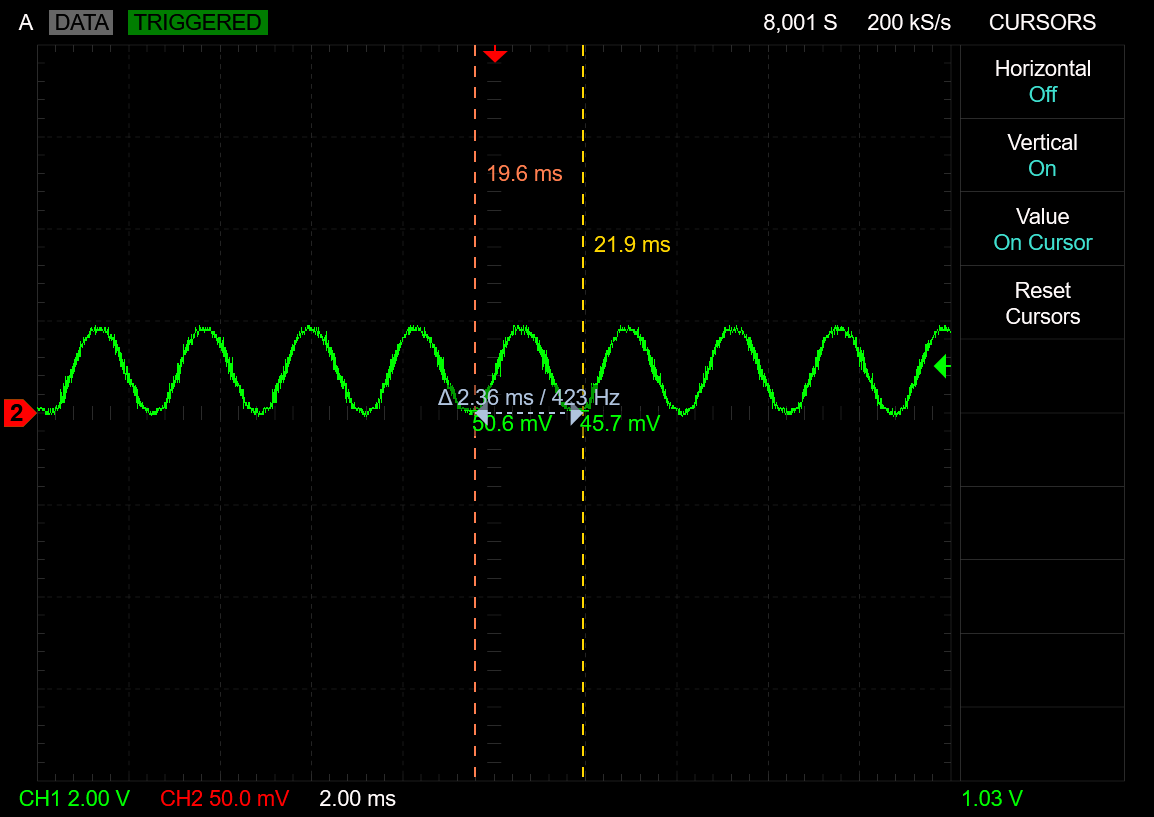 A DATA TRIGGERED 8,001 S 200 kS/s CURSORS
Horizontal
Off
Vertical
On
19.6 ms
Value
On Cursor
21.9 ms
Reset
Cursors
Δ 2.36 ms / 423 Hz
2
50.6 mV 45.7 mV
CH1 2.00 V CH2 50.0 mV 2.00 ms 1.03 V